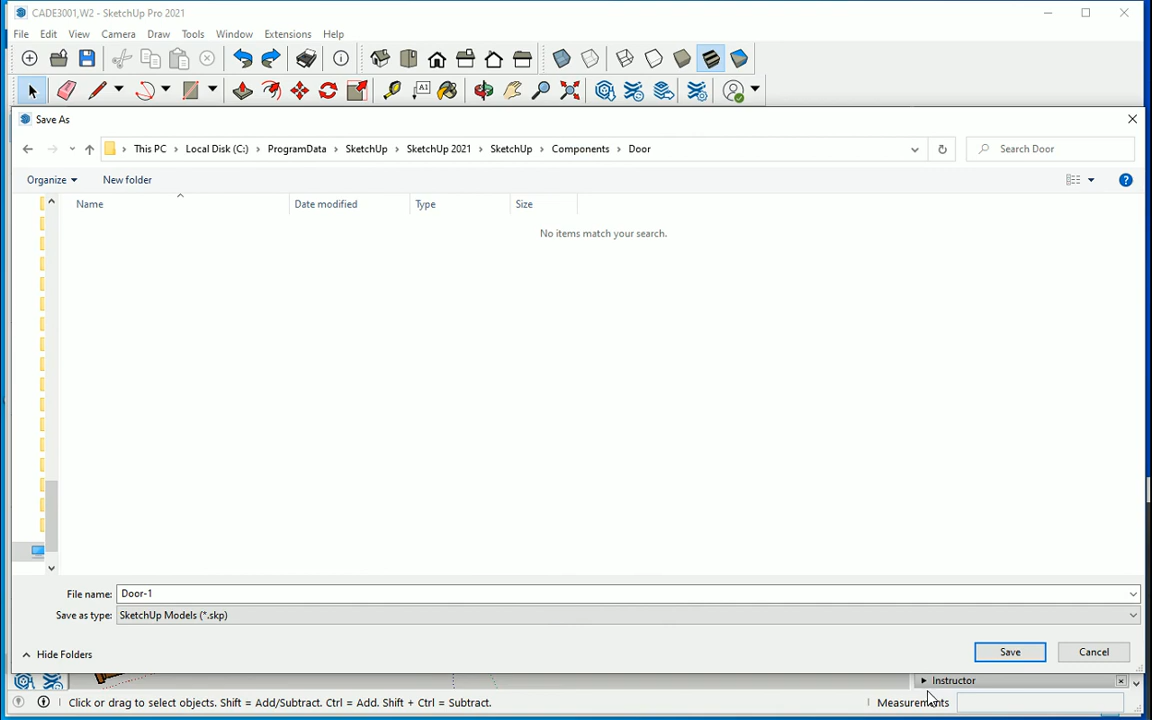 CADE3001,W2 - SketchUp Pro 2021
File Edit View Camera Draw Tools Window Extensions Help
A1
Save As
This PC Local Disk (C:) ProgramData SketchUp SketchUp 2021 SketchUp Components Door Search Door
Organize New folder
Name Date modified Type Size
No items match your search.
File name: Door-1
Save as type: SketchUp Models (*.skp)
Hide Folders Save Cancel
Instructor
Click or drag to select objects. Shift = Add/Subtract. Ctrl = Add. Shift + Ctrl = Subtract. Measurements